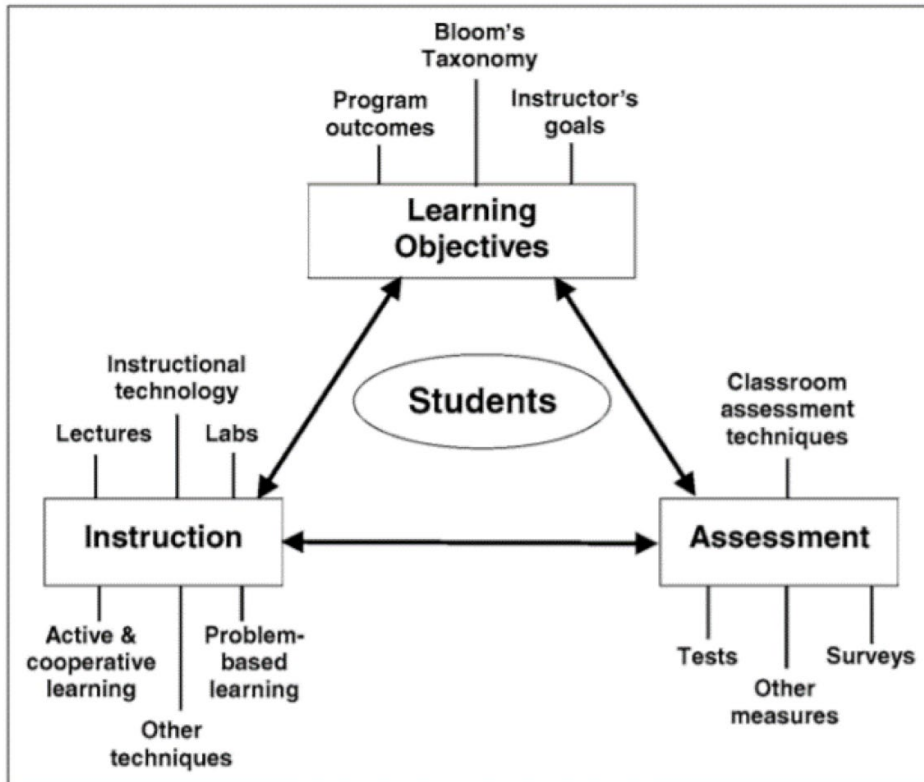 Bloom's
Taxonomy
Program
outcomes
Instructor's
goals
Learning
Objectives
Students
Instructional
technology
Lectures
Labs
Instruction
Active &
cooperative
learning
Problem-
based
learning
Other
techniques
Classroom
assessment
techniques
Assessment
Tests
Other
measures
Surveys